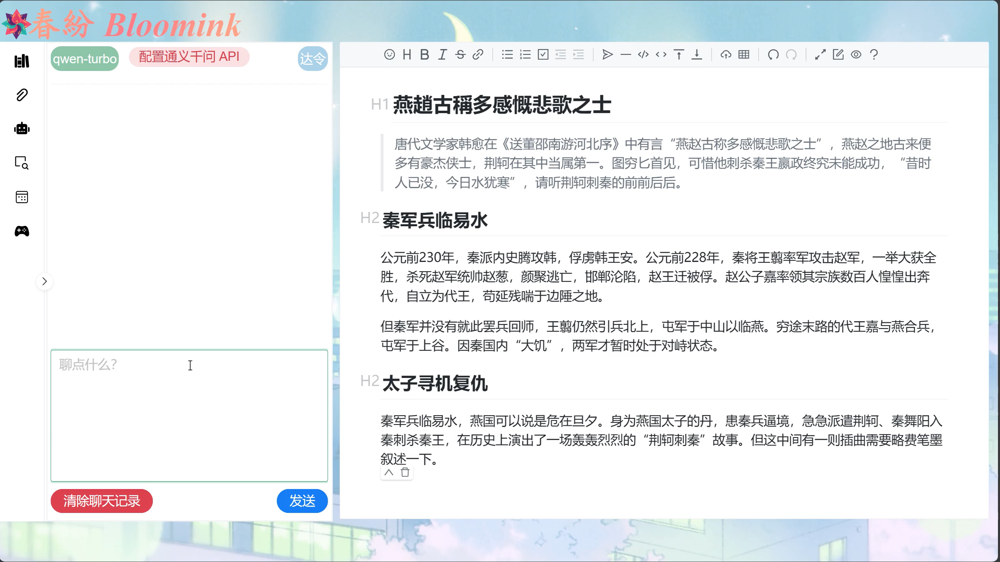 春紛 Bloomink
qwen-turbo
配置通义千问 API
达令
聊点什么?
清除聊天记录
发送
H1 燕趙古稱多感慨悲歌之士
唐代文学家韩愈在《送董邵南游河北序》中有言“燕赵古称多感慨悲歌之士”，燕赵之地古来便
多有豪杰侠士，荆轲在其中当属第一。图穷匕首见，可惜他刺杀秦王嬴政终究未能成功，“昔时
人已没，今日水犹寒”，请听荆轲刺秦的前前后后。
H2 秦军兵临易水
公元前230年，秦派内史腾攻韩，俘虏韩王安。公元前228年，秦将王翦率军攻击赵军，一举大获全
胜，杀死赵军统帅赵葱，颜聚逃亡，邯郸沦陷，赵王迁被俘。赵公子嘉率领其宗族数百人惶惶出奔
代，自立为代王，苟延残喘于边陲之地。
但秦军并没有就此罢兵回师，王翦仍然引兵北上，屯军于中山以临燕。穷途末路的代王嘉与燕合兵，
屯军于上谷。因秦国内“大饥”，两军才暂时处于对峙状态。
H2 太子寻机复仇
秦军兵临易水，燕国可以说是危在旦夕。身为燕国太子的丹，患秦兵逼境，急急派遣荆轲、秦舞阳入
秦刺杀秦王，在历史上演出了一场轰轰烈烈的“荆轲刺秦”故事。但这中间有一则插曲需要略费笔墨
叙述一下。